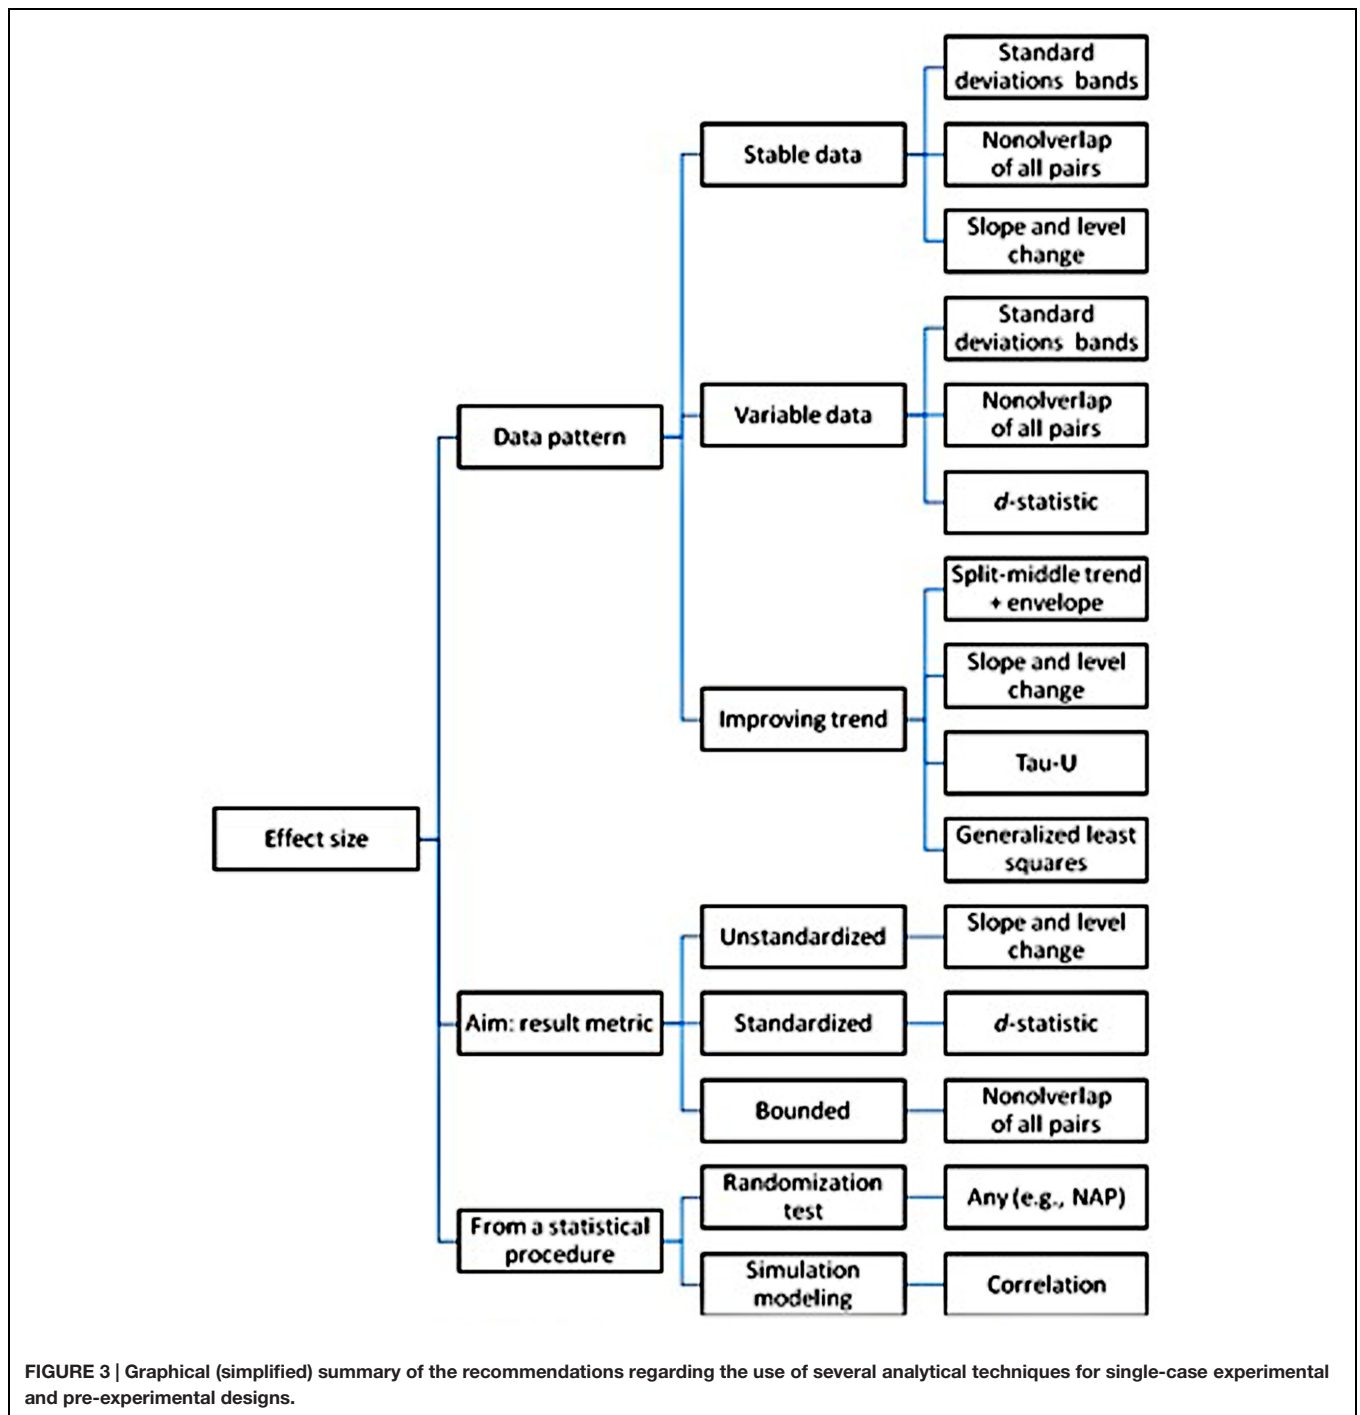 Standard
deviations bands
Stable data
Nonolverlap
of all pairs
Slope and level
change
Standard
deviations bands
Data pattern
Variable data
Nonolverlap
of all pairs
d-statistic
Split-middle trend
+ envelope
Improving trend
Slope and level
change
Tau-U
Generalized least
squares
Effect size
Unstandardized
Slope and level
change
Aim: result metric
Standardized
d-statistic
Bounded
Nonolverlap
of all pairs
From a statistical
procedure
Randomization
test
Any (e.g., NAP)
Simulation
modeling
Correlation
FIGURE 3 | Graphical (simplified) summary of the recommendations regarding the use of several analytical techniques for single-case experimental
and pre-experimental designs.